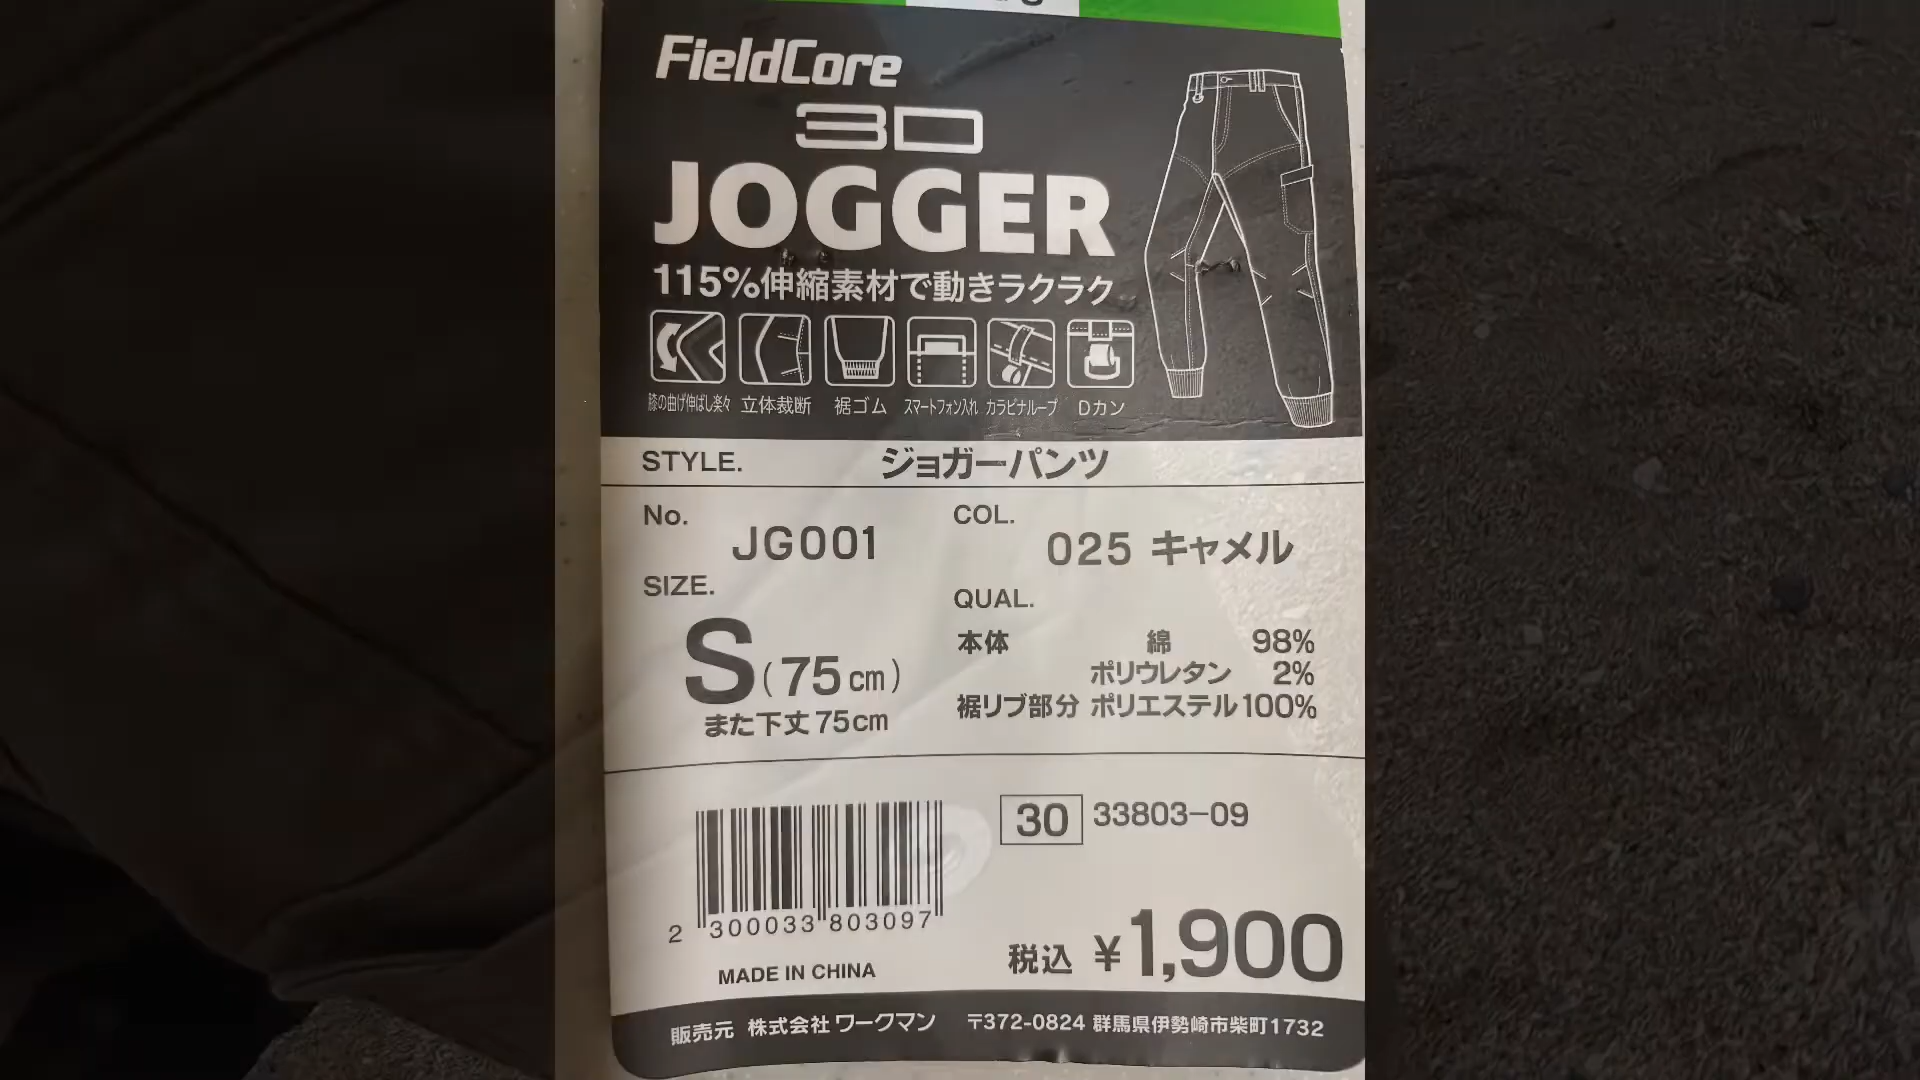 FieldCore
3D
JOGGER
115%伸縮素材で動きラクラク
膝の曲げ伸ばし楽々 立体裁断 裾ゴム スマートフォン入れ カラビナループ Dカン
STYLE. ジョガーパンツ
No. JG001
COL. 025 キャメル
SIZE.
S(75cm)
また下丈75cm
QUAL.
本体 綿 98%
ポリウレタン 2%
裾リブ部分 ポリエステル100%
30 33803-09
2 300033 803097
MADE IN CHINA
税込 ¥1,900
販売元 株式会社ワークマン 〒372-0824 群馬県伊勢崎市柴町1732